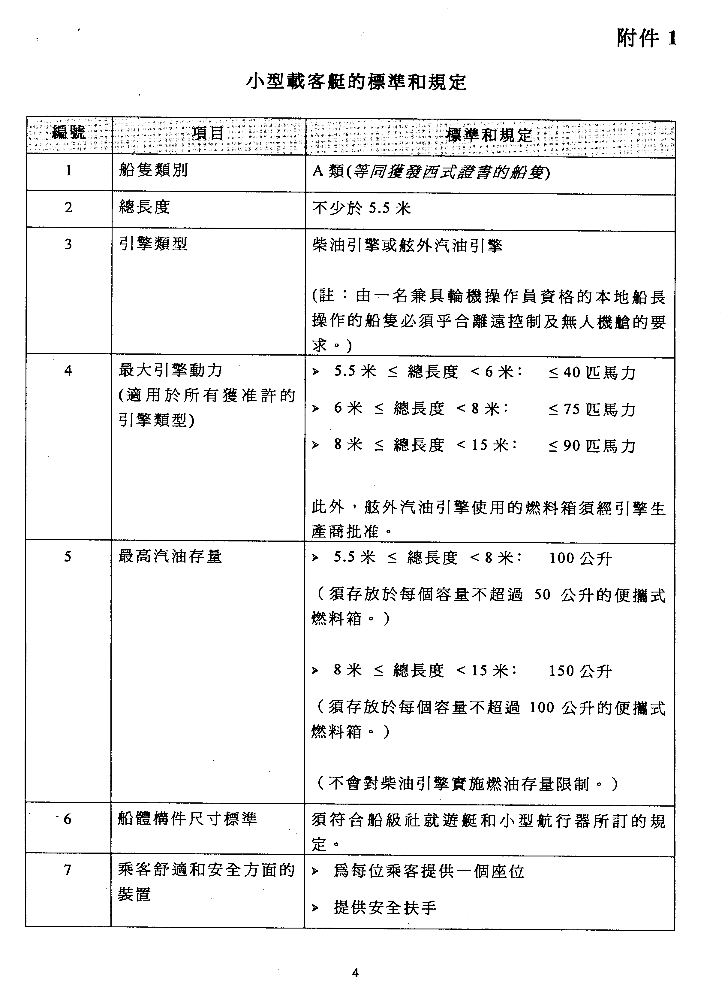 附件 1
小型載客艇的標準和規定
編號 項目 標準和規定
1 船隻類別 A 類(等同獲發西式證書的船隻)
2 總長度 不少於 5.5 米
3 引擎類型 柴油引擎或舷外汽油引擎
(註：由一名兼具輪機操作員資格的本地船長
操作的船隻必須乎合離遠控制及無人機艙的要
求。)
4 最大引擎動力 ➢ 5.5 米 ≤ 總長度 < 6 米： ≤ 40 匹馬力
(適用於所有獲准許的
引擎類型)
➢ 6 米 ≤ 總長度 < 8 米： ≤ 75 匹馬力
➢ 8 米 ≤ 總長度 < 15 米： ≤ 90 匹馬力
此外，舷外汽油引擎使用的燃料箱須經引擎生
產商批准。
5 最高汽油存量 ➢ 5.5 米 ≤ 總長度 < 8 米： 100 公升
（須存放於每個容量不超過 50 公升的便攜式
燃料箱。）
➢ 8 米 ≤ 總長度 < 15 米： 150 公升
（須存放於每個容量不超過 100 公升的便攜式
燃料箱。）
（不會對柴油引擎實施燃油存量限制。）
6 船體構件尺寸標準 須符合船級社就遊艇和小型航行器所訂的規
定。
7 乘客舒適和安全方面的 ➢ 爲每位乘客提供一個座位
裝置
➢ 提供安全扶手
4